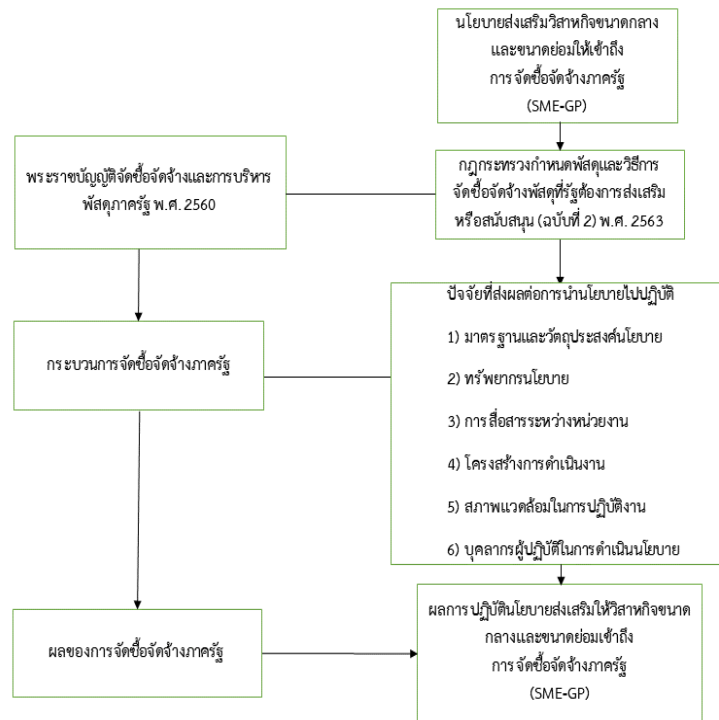 นโยบายส่งเสริมวิสาหกิจขนาดกลาง
และขนาดย่อมให้เข้าถึง
การจัดซื้อจัดจ้างภาครัฐ
(SME-GP)
พระราชบัญญัติจัดซื้อจัดจ้างและการบริหาร
พัสดุภาครัฐ พ.ศ. 2560
กฎกระทรวงกำหนดพัสดุและวิธีการ
จัดซื้อจัดจ้างพัสดุที่รัฐต้องการส่งเสริม
หรือสนับสนุน (ฉบับที่ 2) พ.ศ. 2563
ปัจจัยที่ส่งผลต่อการนำนโยบายไปปฏิบัติ
1) มาตรฐานและวัตถุประสงค์นโยบาย
2) ทรัพยากรนโยบาย
3) การสื่อสารระหว่างหน่วยงาน
4) โครงสร้างการดำเนินงาน
5) สภาพแวดล้อมในการปฏิบัติงาน
6) บุคลากรผู้ปฏิบัติในการดำเนินนโยบาย
กระบวนการจัดซื้อจัดจ้างภาครัฐ
ผลของการจัดซื้อจัดจ้างภาครัฐ
ผลการปฏิบัตินโยบายส่งเสริมให้วิสาหกิจขนาด
กลางและขนาดย่อมเข้าถึง
การจัดซื้อจัดจ้างภาครัฐ
(SME-GP)